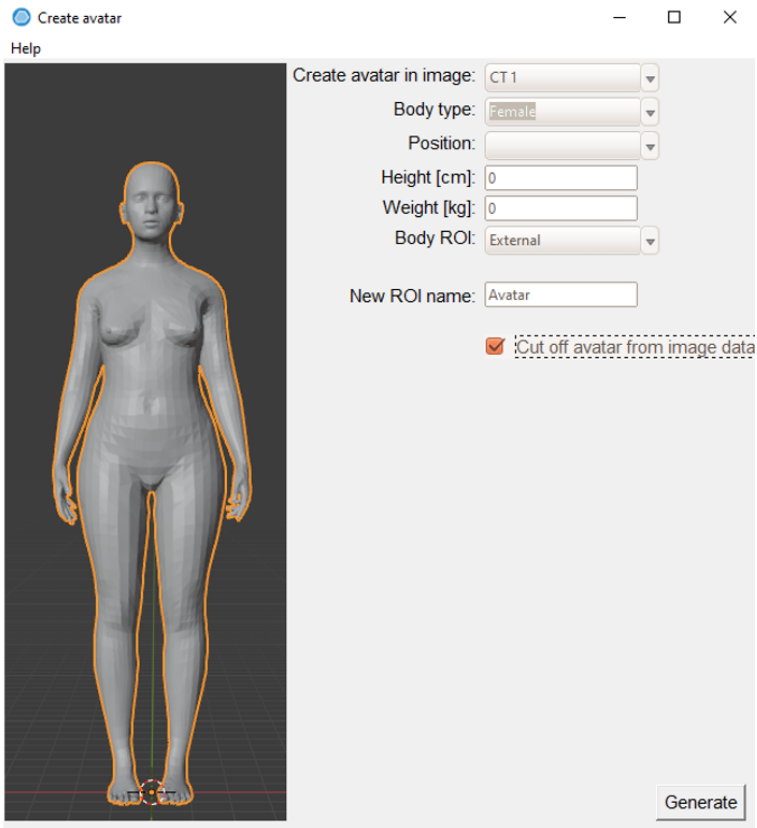 Create avatar
Help
Create avatar in image: CT 1
Body type: Female
Position:
Height [cm]: 0
Weight [kg]: 0
Body ROI: External
New ROI name: Avatar
Cut off avatar from image data
Generate